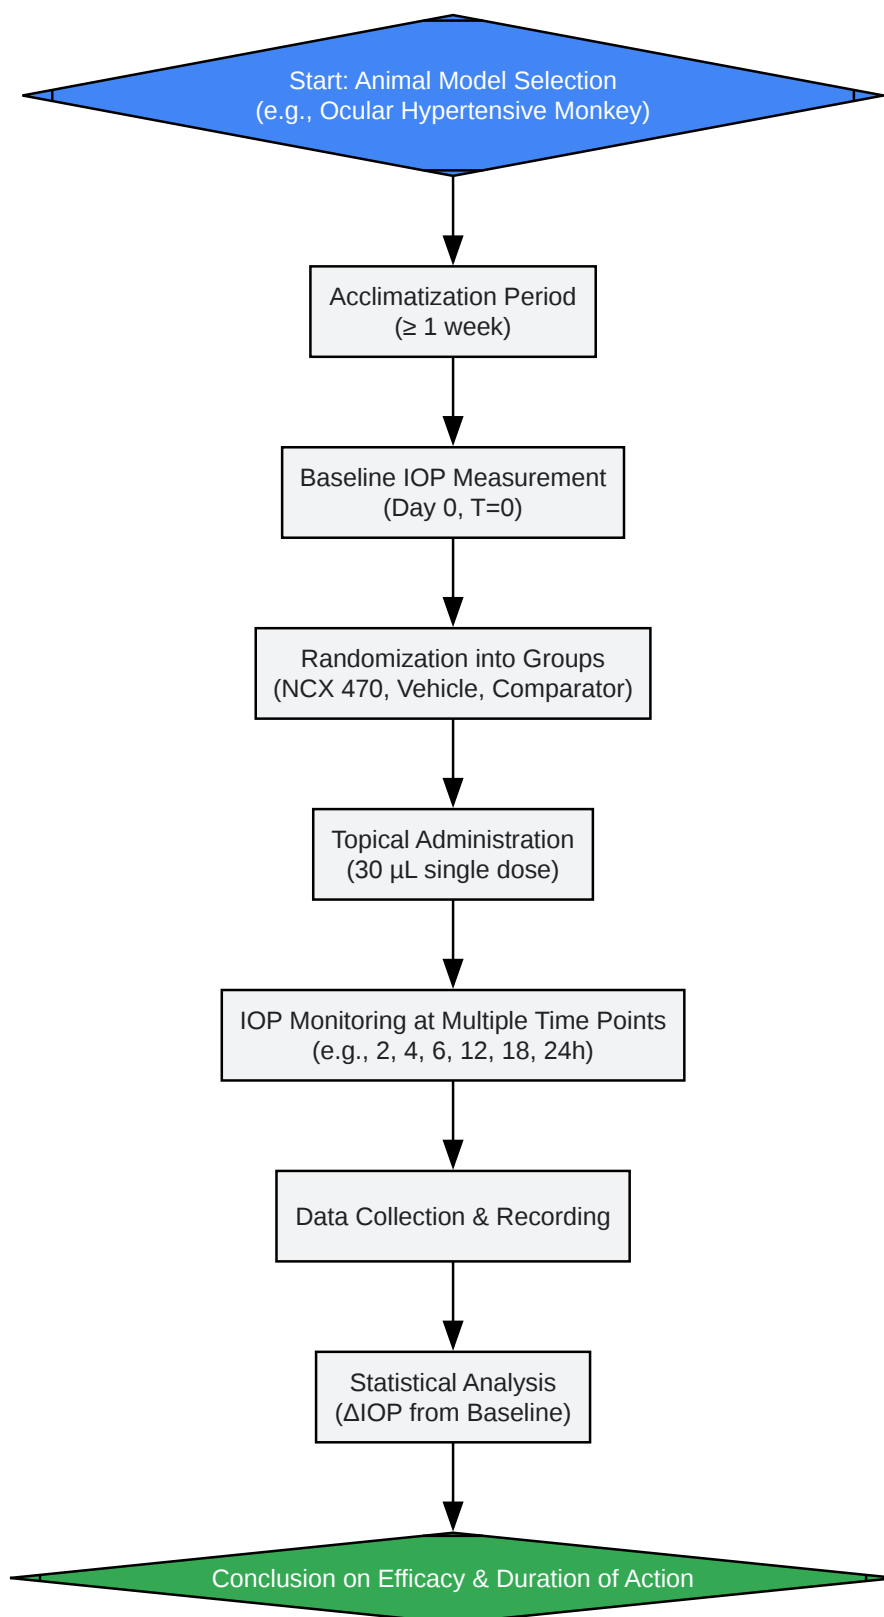 Start: Animal Model Selection
(e.g., Ocular Hypertensive Monkey)
Acclimatization Period
(≥ 1 week)
Baseline IOP Measurement
(Day 0, T=0)
Randomization into Groups
(NCX 470, Vehicle, Comparator)
Topical Administration
(30 µL single dose)
IOP Monitoring at Multiple Time Points
(e.g., 2, 4, 6, 12, 18, 24h)
Data Collection & Recording
Statistical Analysis
(ΔIOP from Baseline)
Conclusion on Efficacy & Duration of Action